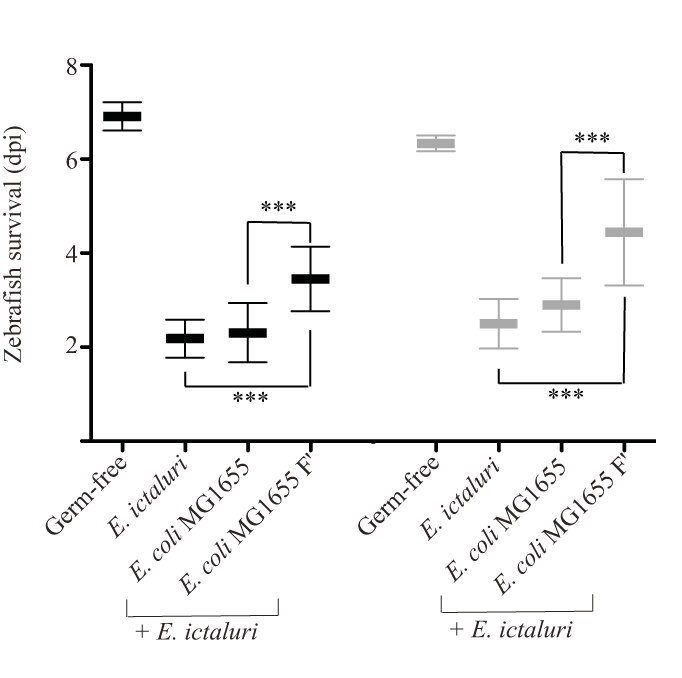 Zebrafish survival (dpi)
8
6
4
2
***
***
***
***
Germ-free
E. ictaluri
E. coli MG1655
E. coli MG1655 F'
+ E. ictaluri
Germ-free
E. ictaluri
E. coli MG1655
E. coli MG1655 F'
+ E. ictaluri